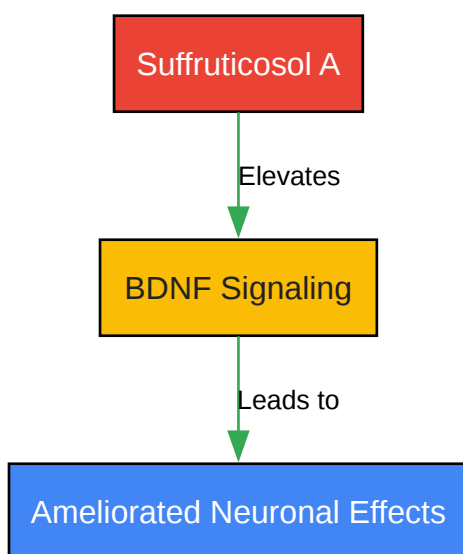 Suffruticosol A
Elevates
BDNF Signaling
Leads to
Ameliorated Neuronal Effects